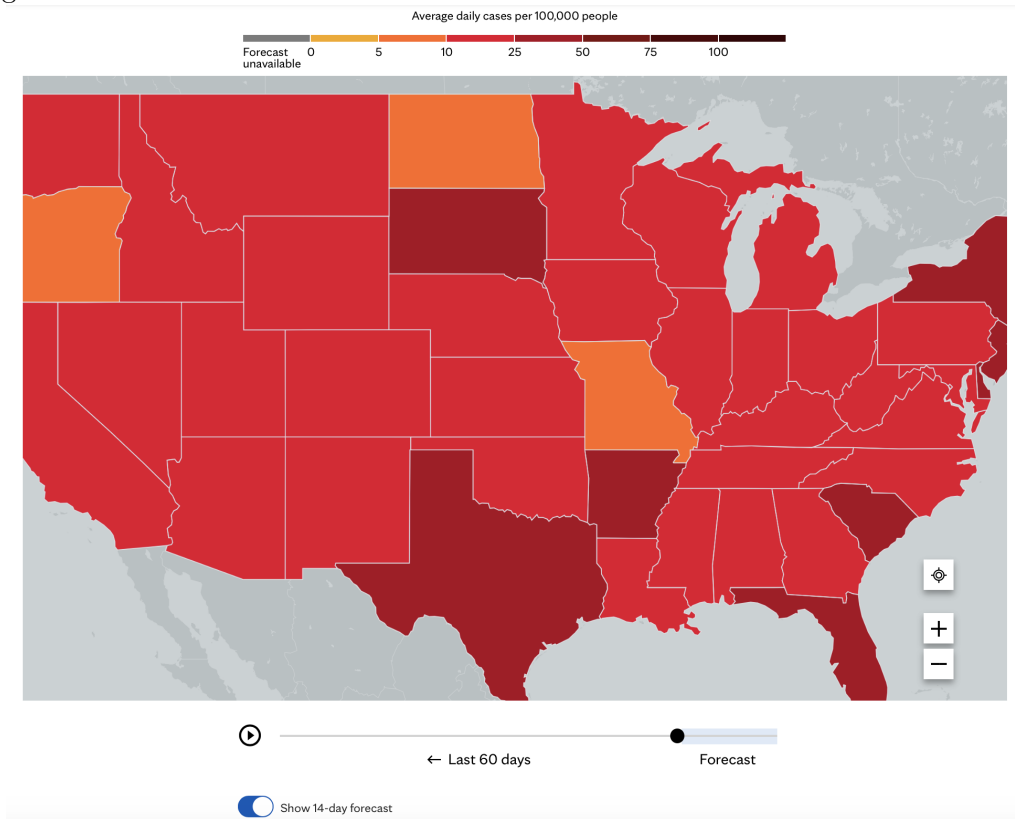 Average daily cases per 100,000 people
Forecast unavailable 0 5 10 25 50 75 100
← Last 60 days
Forecast
Show 14-day forecast